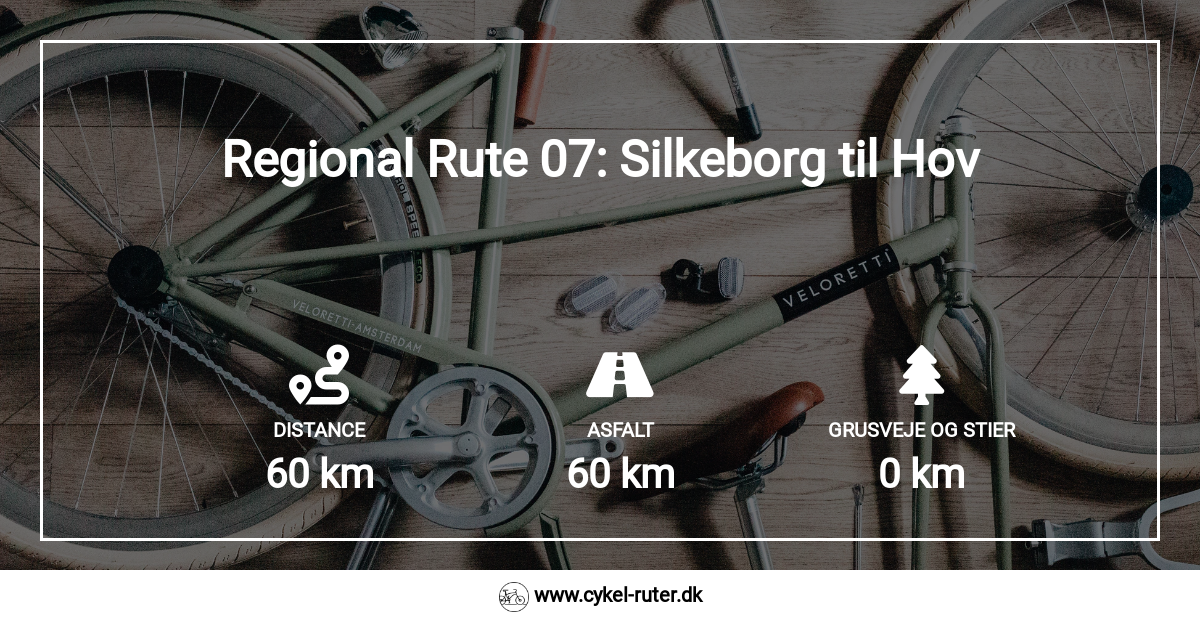 Regional Rute 07: Silkeborg til Hov
VELORETTI
VELORETTI-AMSTERDAM
DISTANCE
ASFALT
GRUSVEJE OG STIER
60 km
60 km
0 km
www.cykel-ruter.dk